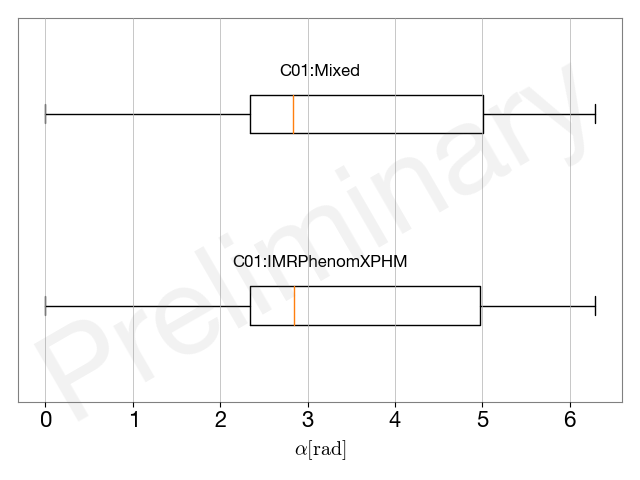 C01:Mixed
Preliminary
C01:IMRPhenomXPHM
0 1 2 3 4 5 6
α[rad]